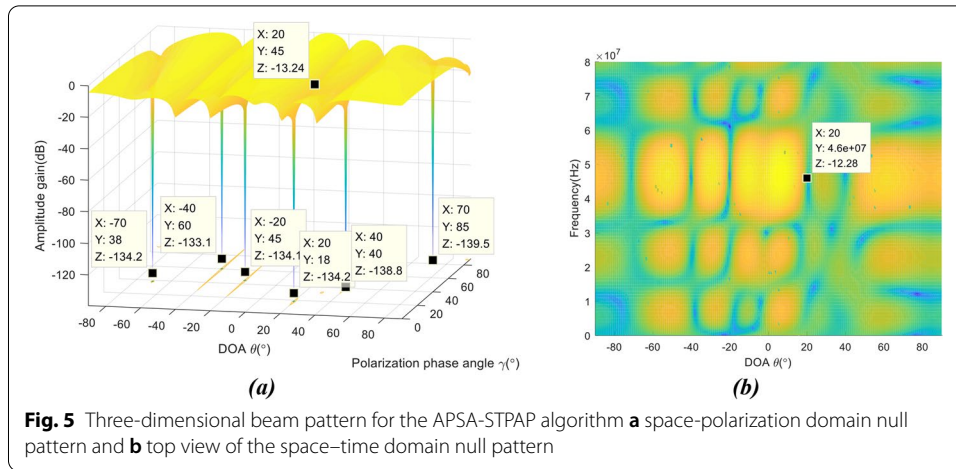 X: 20
Y: 45
Z: -13.24
0
-20
-40
-60
-80
-100
-120
Amplitude gain(dB)
X: -70
Y: 38
Z: -134.2
X: -40
Y: 60
Z: -133.1
X: -20
Y: 45
Z: -134.1
X: 20
Y: 18
Z: -134.2
X: 40
Y: 40
Z: -138.8
X: 70
Y: 85
Z: -139.5
-80 -60 -40 -20 0 20 40 60 80
DOA θ(°)
0 20 40 60 80
Polarization phase angle γ(°)
(a)
×10⁷
8
7
6
5
4
3
2
1
0
Frequency(Hz)
X: 20
Y: 4.6e+07
Z: -12.28
-80 -60 -40 -20 0 20 40 60 80
DOA θ(°)
(b)
Fig. 5 Three-dimensional beam pattern for the APSA-STPAP algorithm a space-polarization domain null
pattern and b top view of the space–time domain null pattern